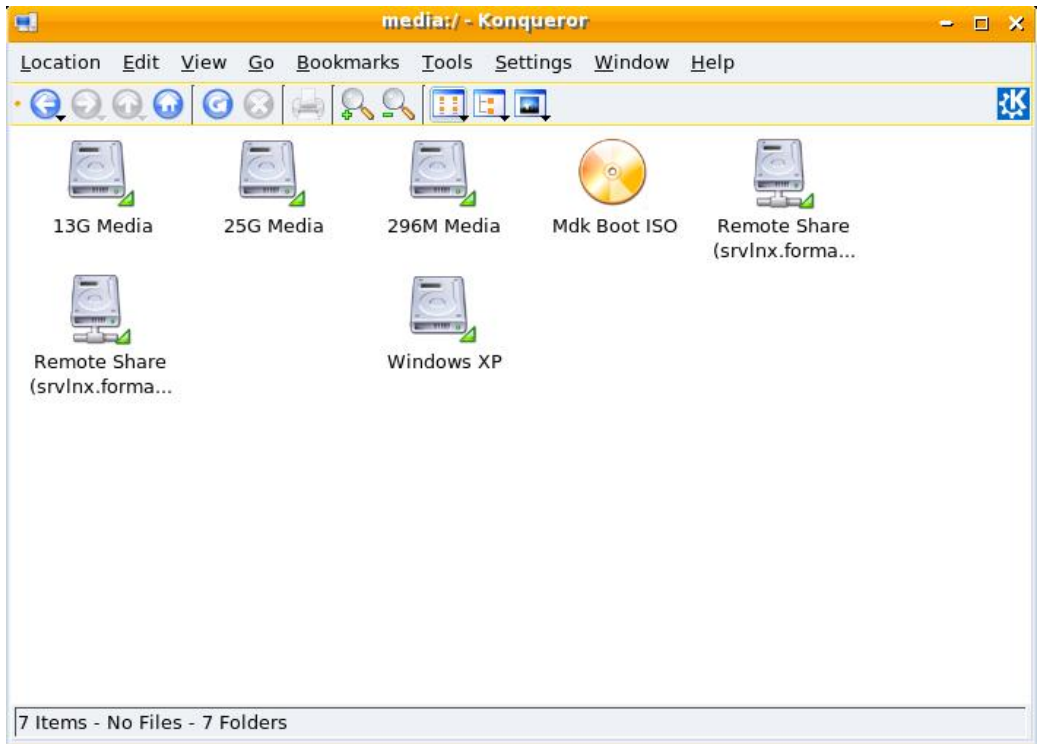 media:/ - Konqueror
Location Edit View Go Bookmarks Tools Settings Window Help
13G Media 25G Media 296M Media Mdk Boot ISO Remote Share
(srvlnx.forma...
Remote Share Windows XP
(srvlnx.forma...
7 Items - No Files - 7 Folders